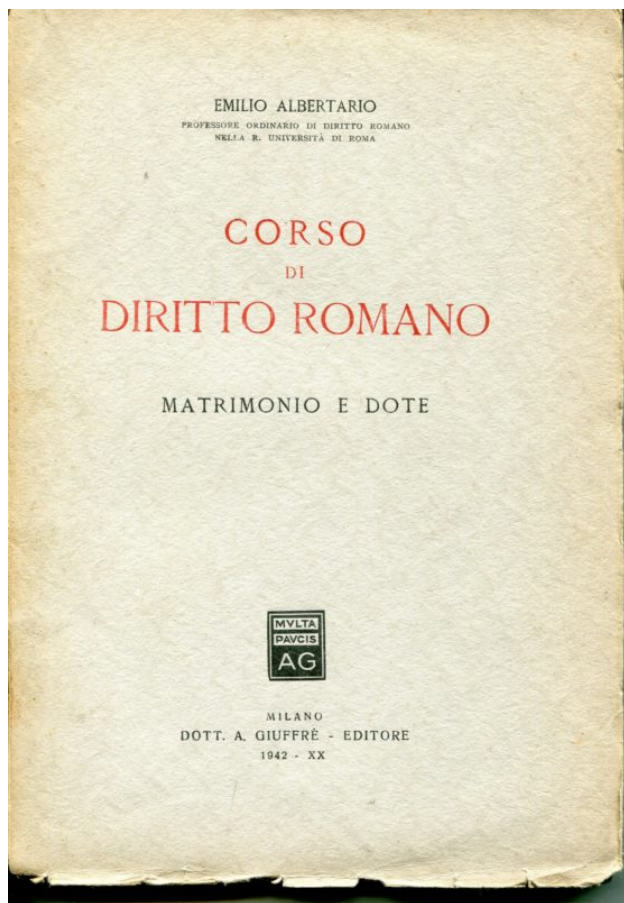 EMILIO ALBERTARIO
PROFESSORE ORDINARIO DI DIRITTO ROMANO
NELLA R. UNIVERSITÀ DI ROMA
CORSO
DI
DIRITTO ROMANO
MATRIMONIO E DOTE
MVLTA
PAVCIS
AG
MILANO
DOTT. A. GIUFFRÈ - EDITORE
1942 - XX